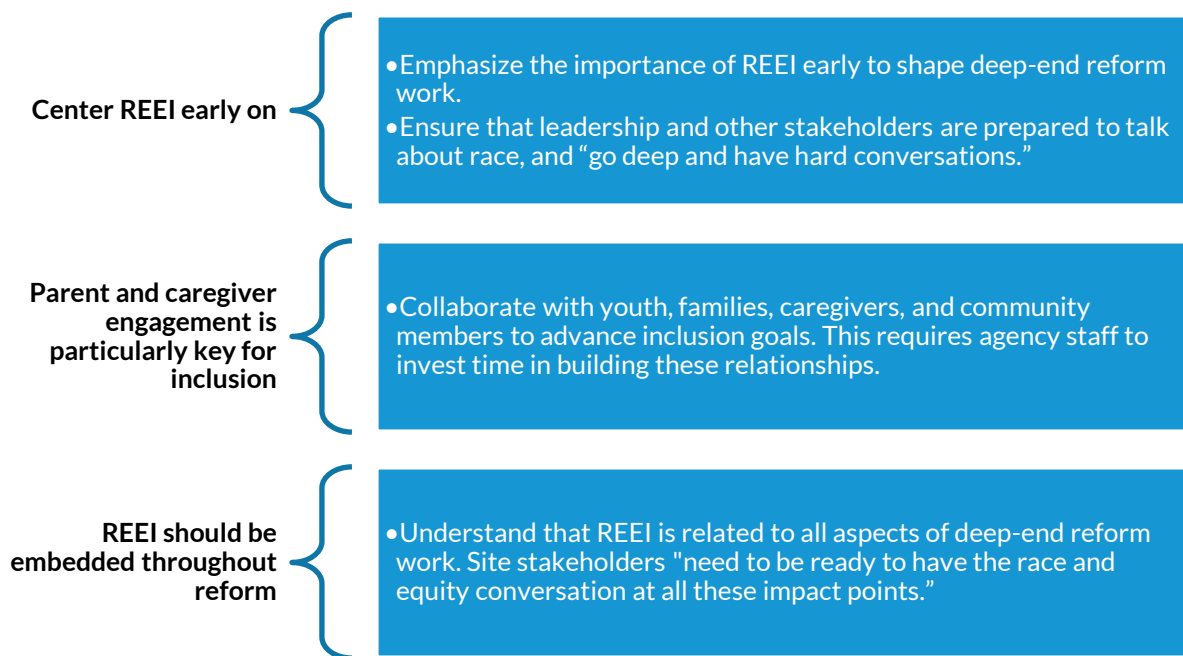 Center REEI early on
•Emphasize the importance of REEI early to shape deep-end reform
work.
•Ensure that leadership and other stakeholders are prepared to talk
about race, and “go deep and have hard conversations.”
Parent and caregiver
engagement is
particularly key for
inclusion
•Collaborate with youth, families, caregivers, and community
members to advance inclusion goals. This requires agency staff to
invest time in building these relationships.
REEI should be
embedded throughout
reform
•Understand that REEI is related to all aspects of deep-end reform
work. Site stakeholders "need to be ready to have the race and
equity conversation at all these impact points.”